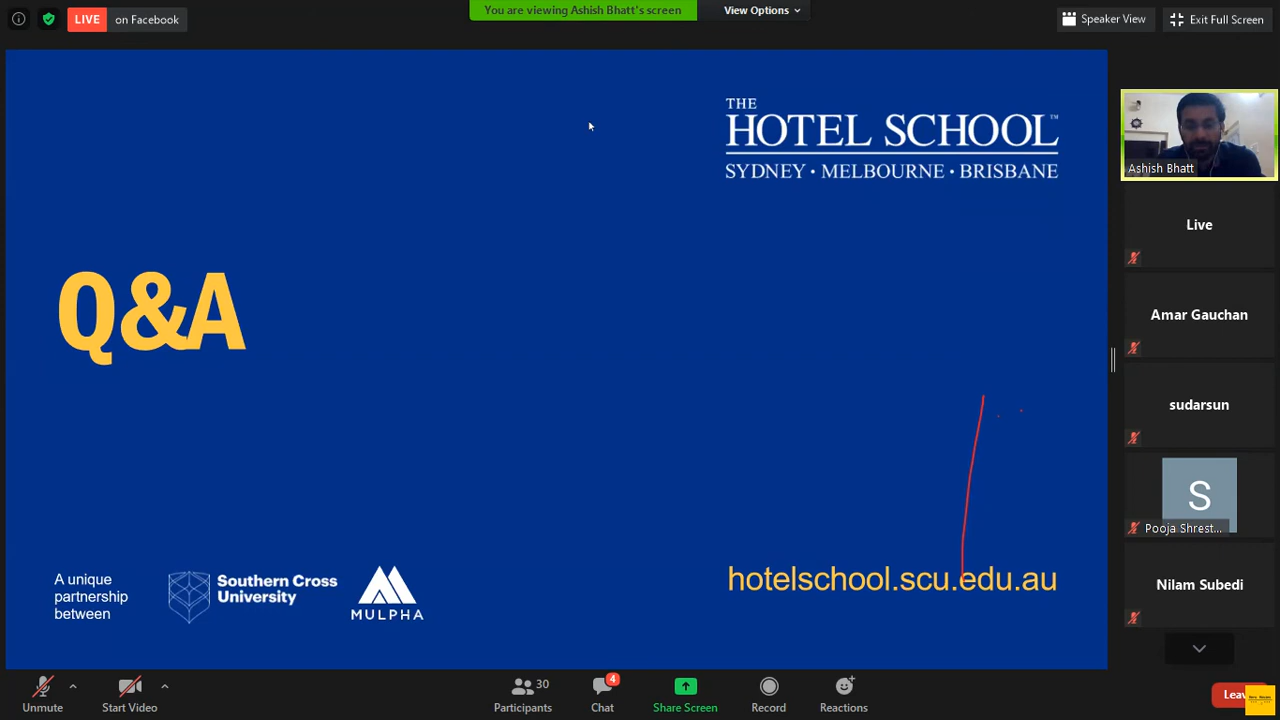 LIVE on Facebook
You are viewing Ashish Bhatt's screen
View Options
Speaker View
Exit Full Screen
THE
HOTEL SCHOOL™
SYDNEY • MELBOURNE • BRISBANE
Q&A
A unique
partnership
between
Southern Cross
University
MULPHA
hotelschool.scu.edu.au
Ashish Bhatt
Live
Amar Gauchan
sudarsun
S
Pooja Shrest...
Nilam Subedi
Unmute
Start Video
30
Participants
4
Chat
Share Screen
Record
Reactions